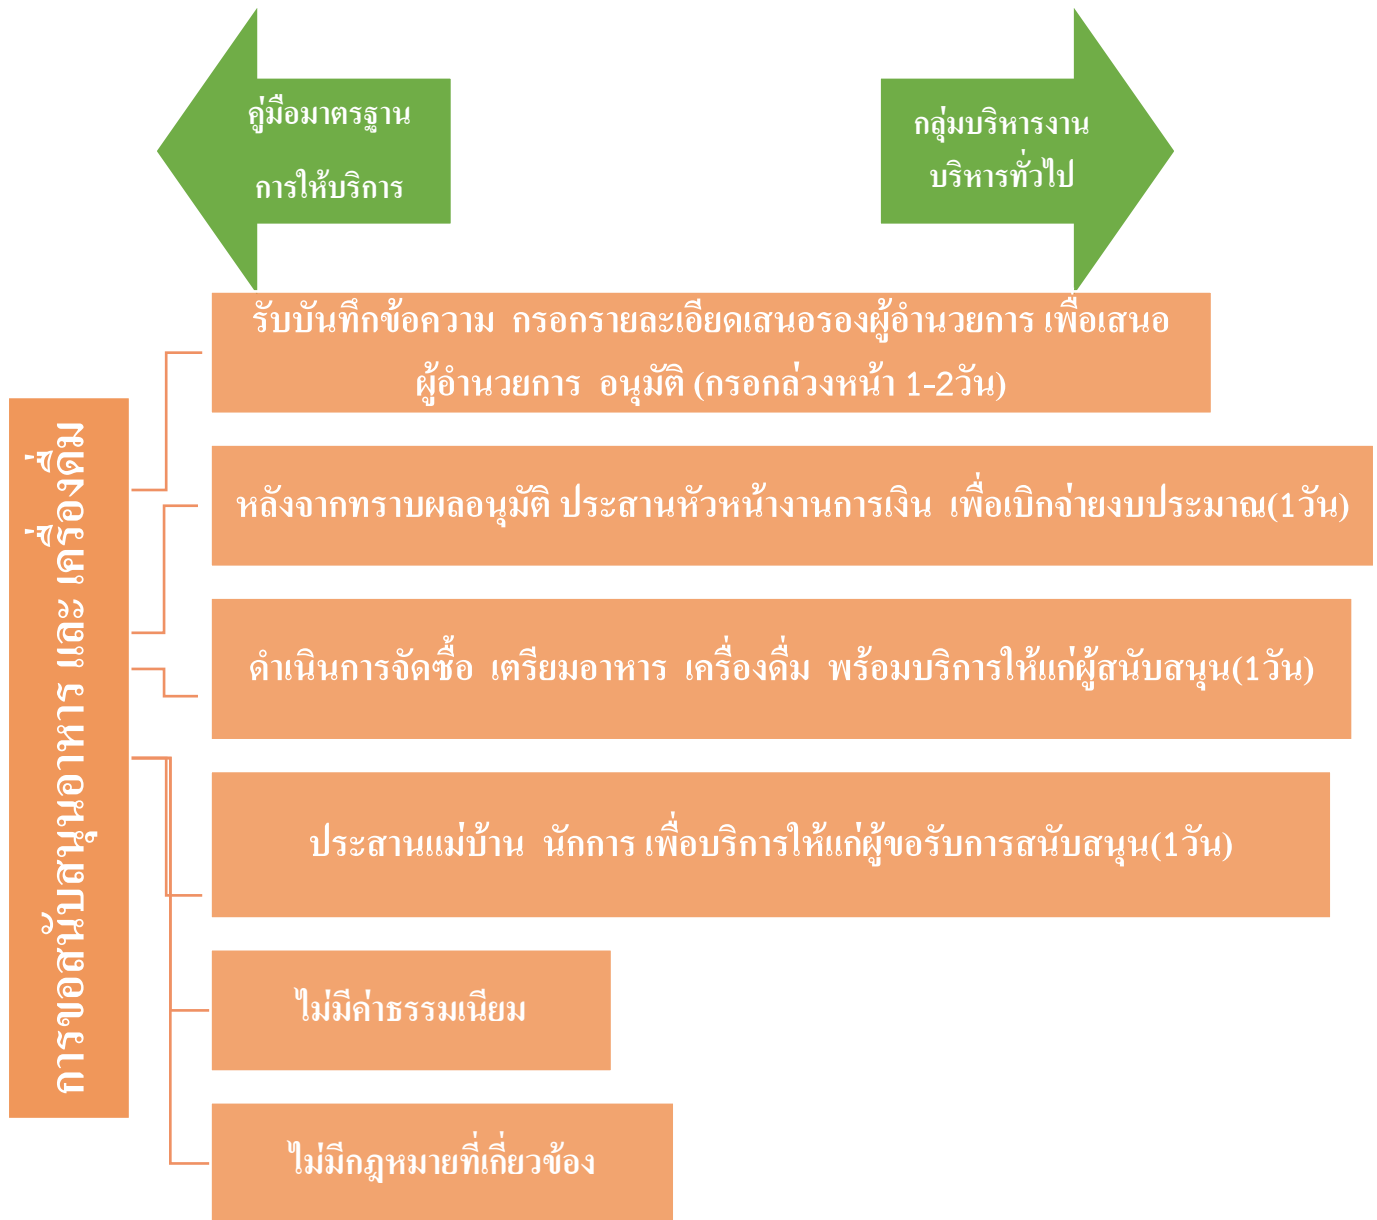 คู่มือมาตรฐาน
การให้บริการ
กลุ่มบริหารงาน
บริหารทั่วไป
การขอสนับสนุนอาหาร และ เครื่องดื่ม
รับบันทึกข้อความ กรอกรายละเอียดเสนอรองผู้อำนวยการ เพื่อเสนอ
ผู้อำนวยการ อนุมัติ (กรอกล่วงหน้า 1-2วัน)
หลังจากทราบผลอนุมัติ ประสานหัวหน้างานการเงิน เพื่อเบิกจ่ายงบประมาณ(1วัน)
ดำเนินการจัดซื้อ เตรียมอาหาร เครื่องดื่ม พร้อมบริการให้แก่ผู้สนับสนุน(1วัน)
ประสานแม่บ้าน นักการ เพื่อบริการให้แก่ผู้ขอรับการสนับสนุน(1วัน)
ไม่มีค่าธรรมเนียม
ไม่มีกฎหมายที่เกี่ยวข้อง